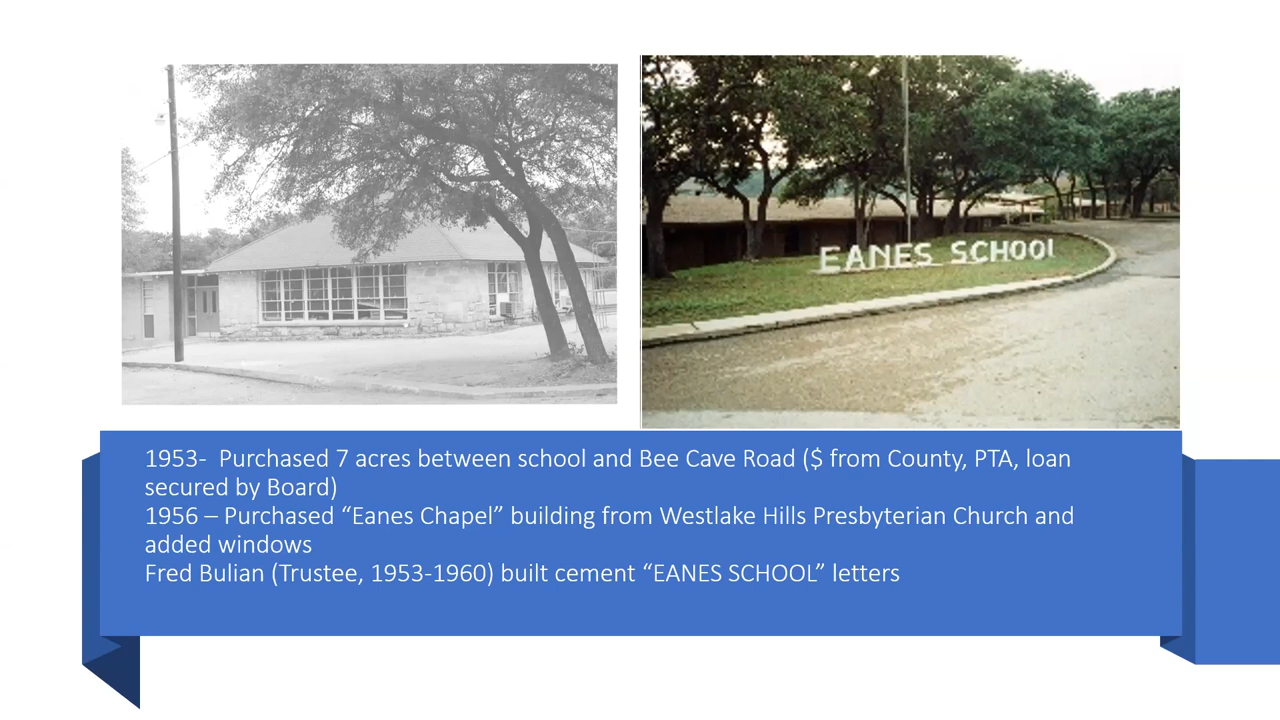 EANES SCHOOL
1953-  Purchased 7 acres between school and Bee Cave Road ($ from County, PTA, loan
secured by Board)
1956 – Purchased “Eanes Chapel” building from Westlake Hills Presbyterian Church and
added windows
Fred Bulian (Trustee, 1953-1960) built cement “EANES SCHOOL” letters